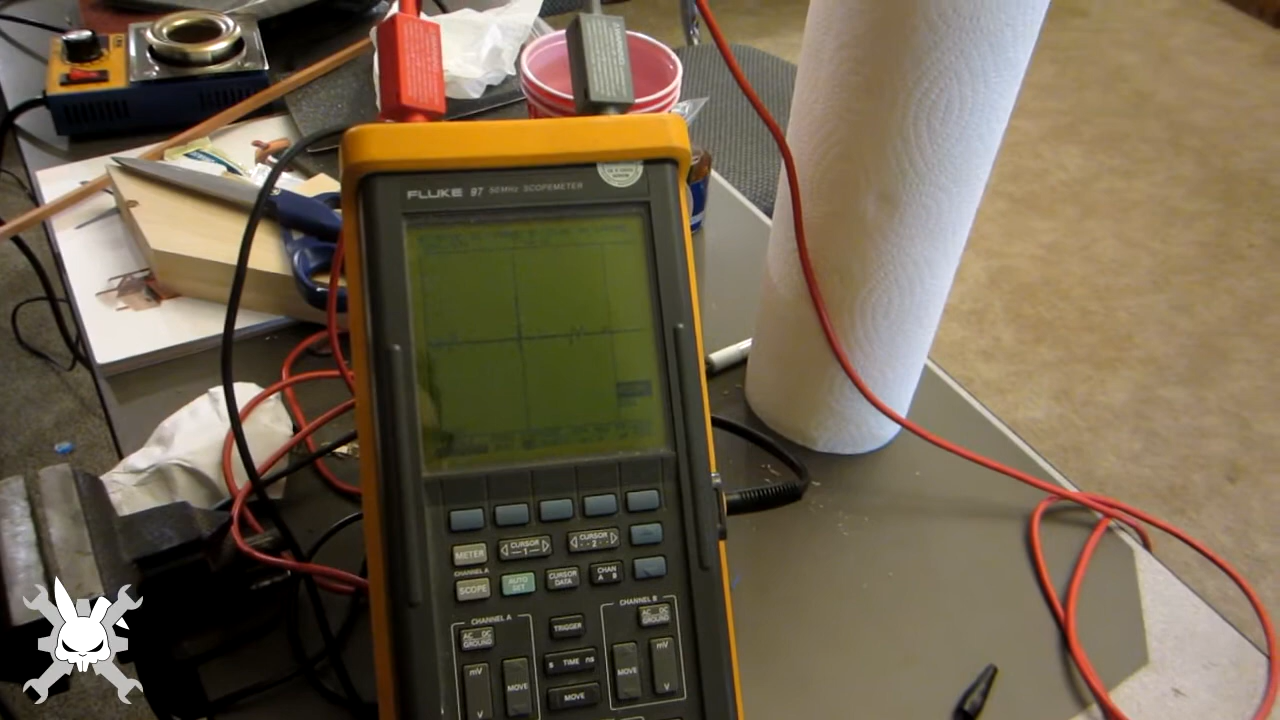 FLUKE 97 50MHz SCOPEMETER
METER
CURSOR
1
CURSOR
2
CHANNEL A
SCOPE
AUTO
SET
CURSOR
DATA
CHAN
A B
CHANNEL A
TRIGGER
CHANNEL B
AC DC
GROUND
AC DC
GROUND
mV
MOVE
V
s TIME ns
MOVE
MOVE
mV
V